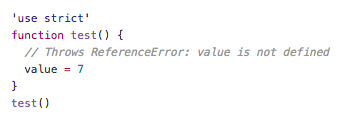 'use strict'
function test() {
  // Throws ReferenceError: value is not defined
  value = 7
}
test()